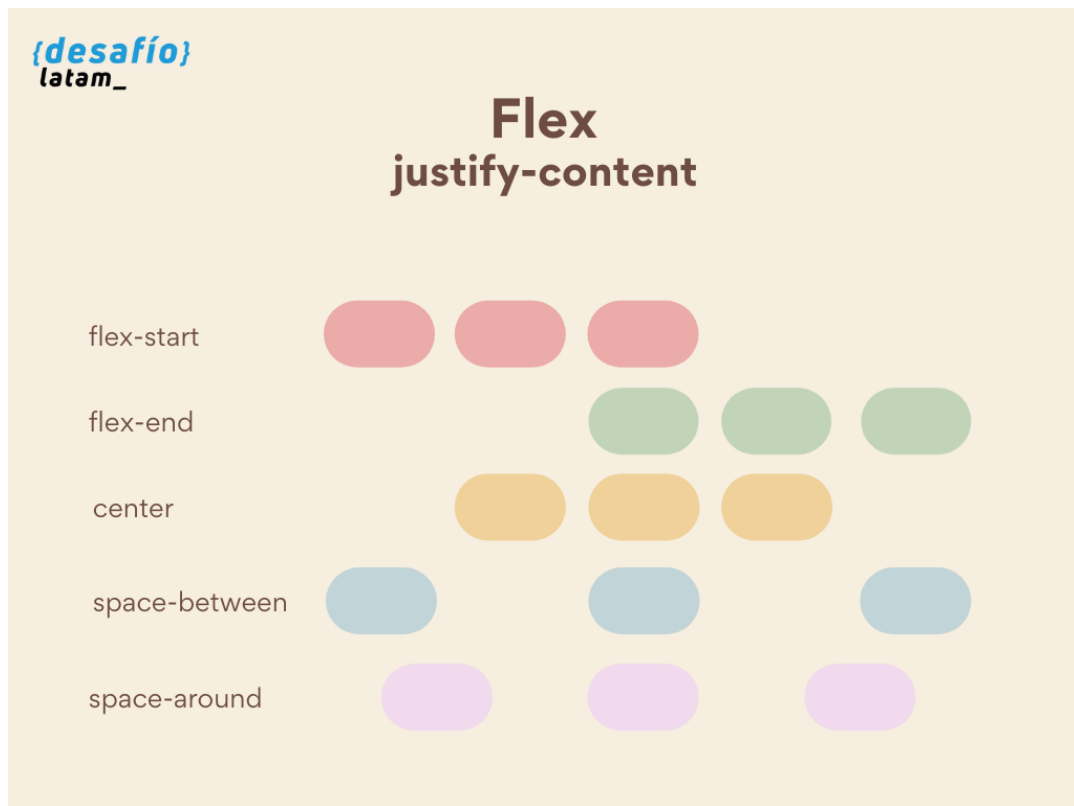 {desafío}
latam_
Flex
justify-content
flex-start
flex-end
center
space-between
space-around